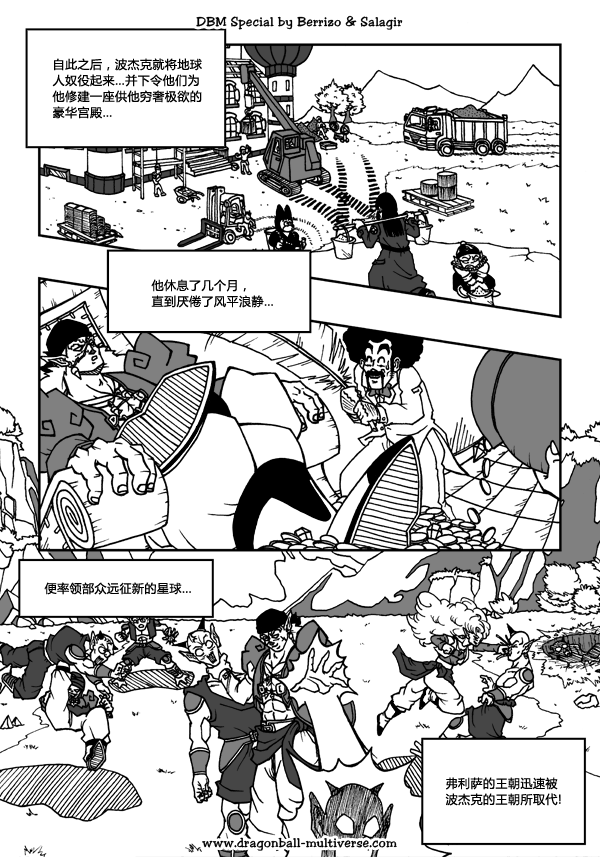 DBM Special by Berrizo & Salagir
自此之后，波杰克就将地球
人奴役起来...并下令他们为
他修建一座供他穷奢极欲的
豪华宫殿...
他休息了几个月，
直到厌倦了风平浪静...
便率领部众远征新的星球...
弗利萨的王朝迅速被
波杰克的王朝所取代!
www.dragonball-multiverse.com